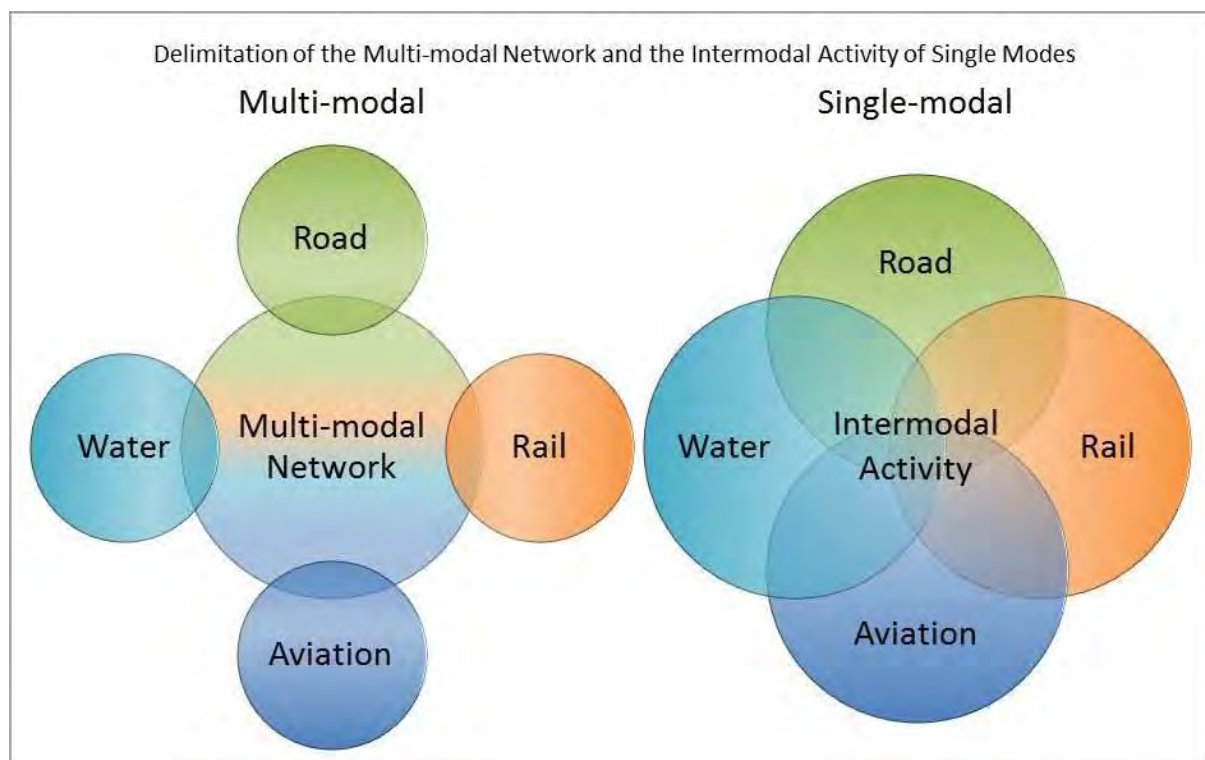 Delimitation of the Multi-modal Network and the Intermodal Activity of Single Modes
Multi-modal
Road
Water
Multi-modal
Network
Rail
Aviation
Single-modal
Road
Water
Intermodal
Activity
Rail
Aviation